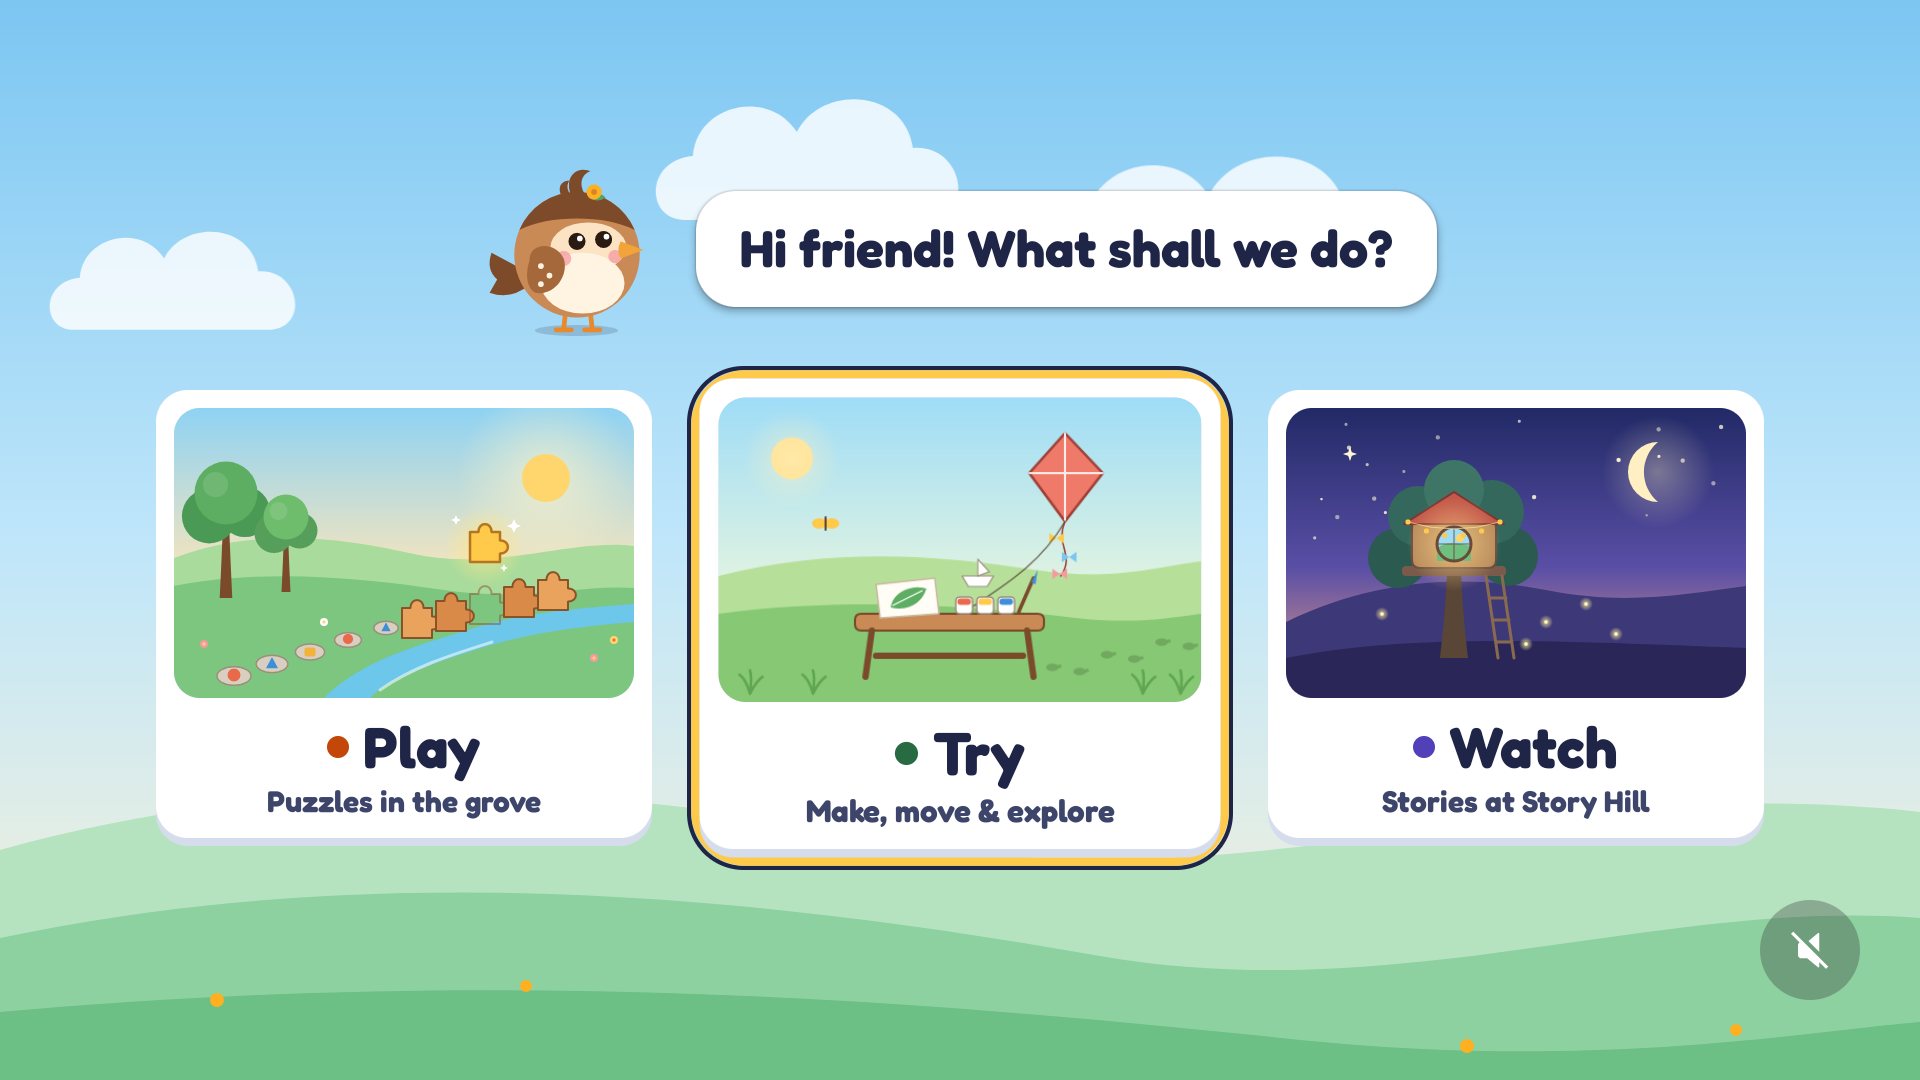 Hi friend! What shall we do?
Play
Puzzles in the grove
Try
Make, move & explore
Watch
Stories at Story Hill